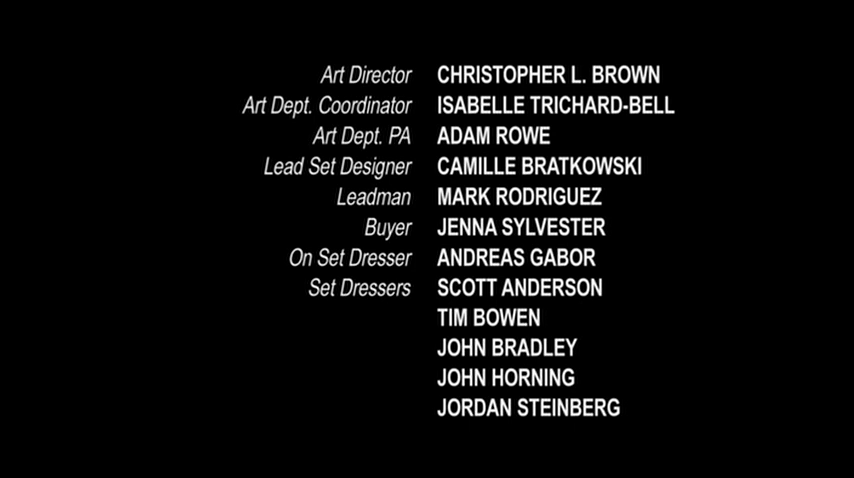 Art Director CHRISTOPHER L. BROWN
Art Dept. Coordinator ISABELLE TRICHARD-BELL
Art Dept. PA ADAM ROWE
Lead Set Designer CAMILLE BRATKOWSKI
Leadman MARK RODRIGUEZ
Buyer JENNA SYLVESTER
On Set Dresser ANDREAS GABOR
Set Dressers SCOTT ANDERSON
TIM BOWEN
JOHN BRADLEY
JOHN HORNING
JORDAN STEINBERG